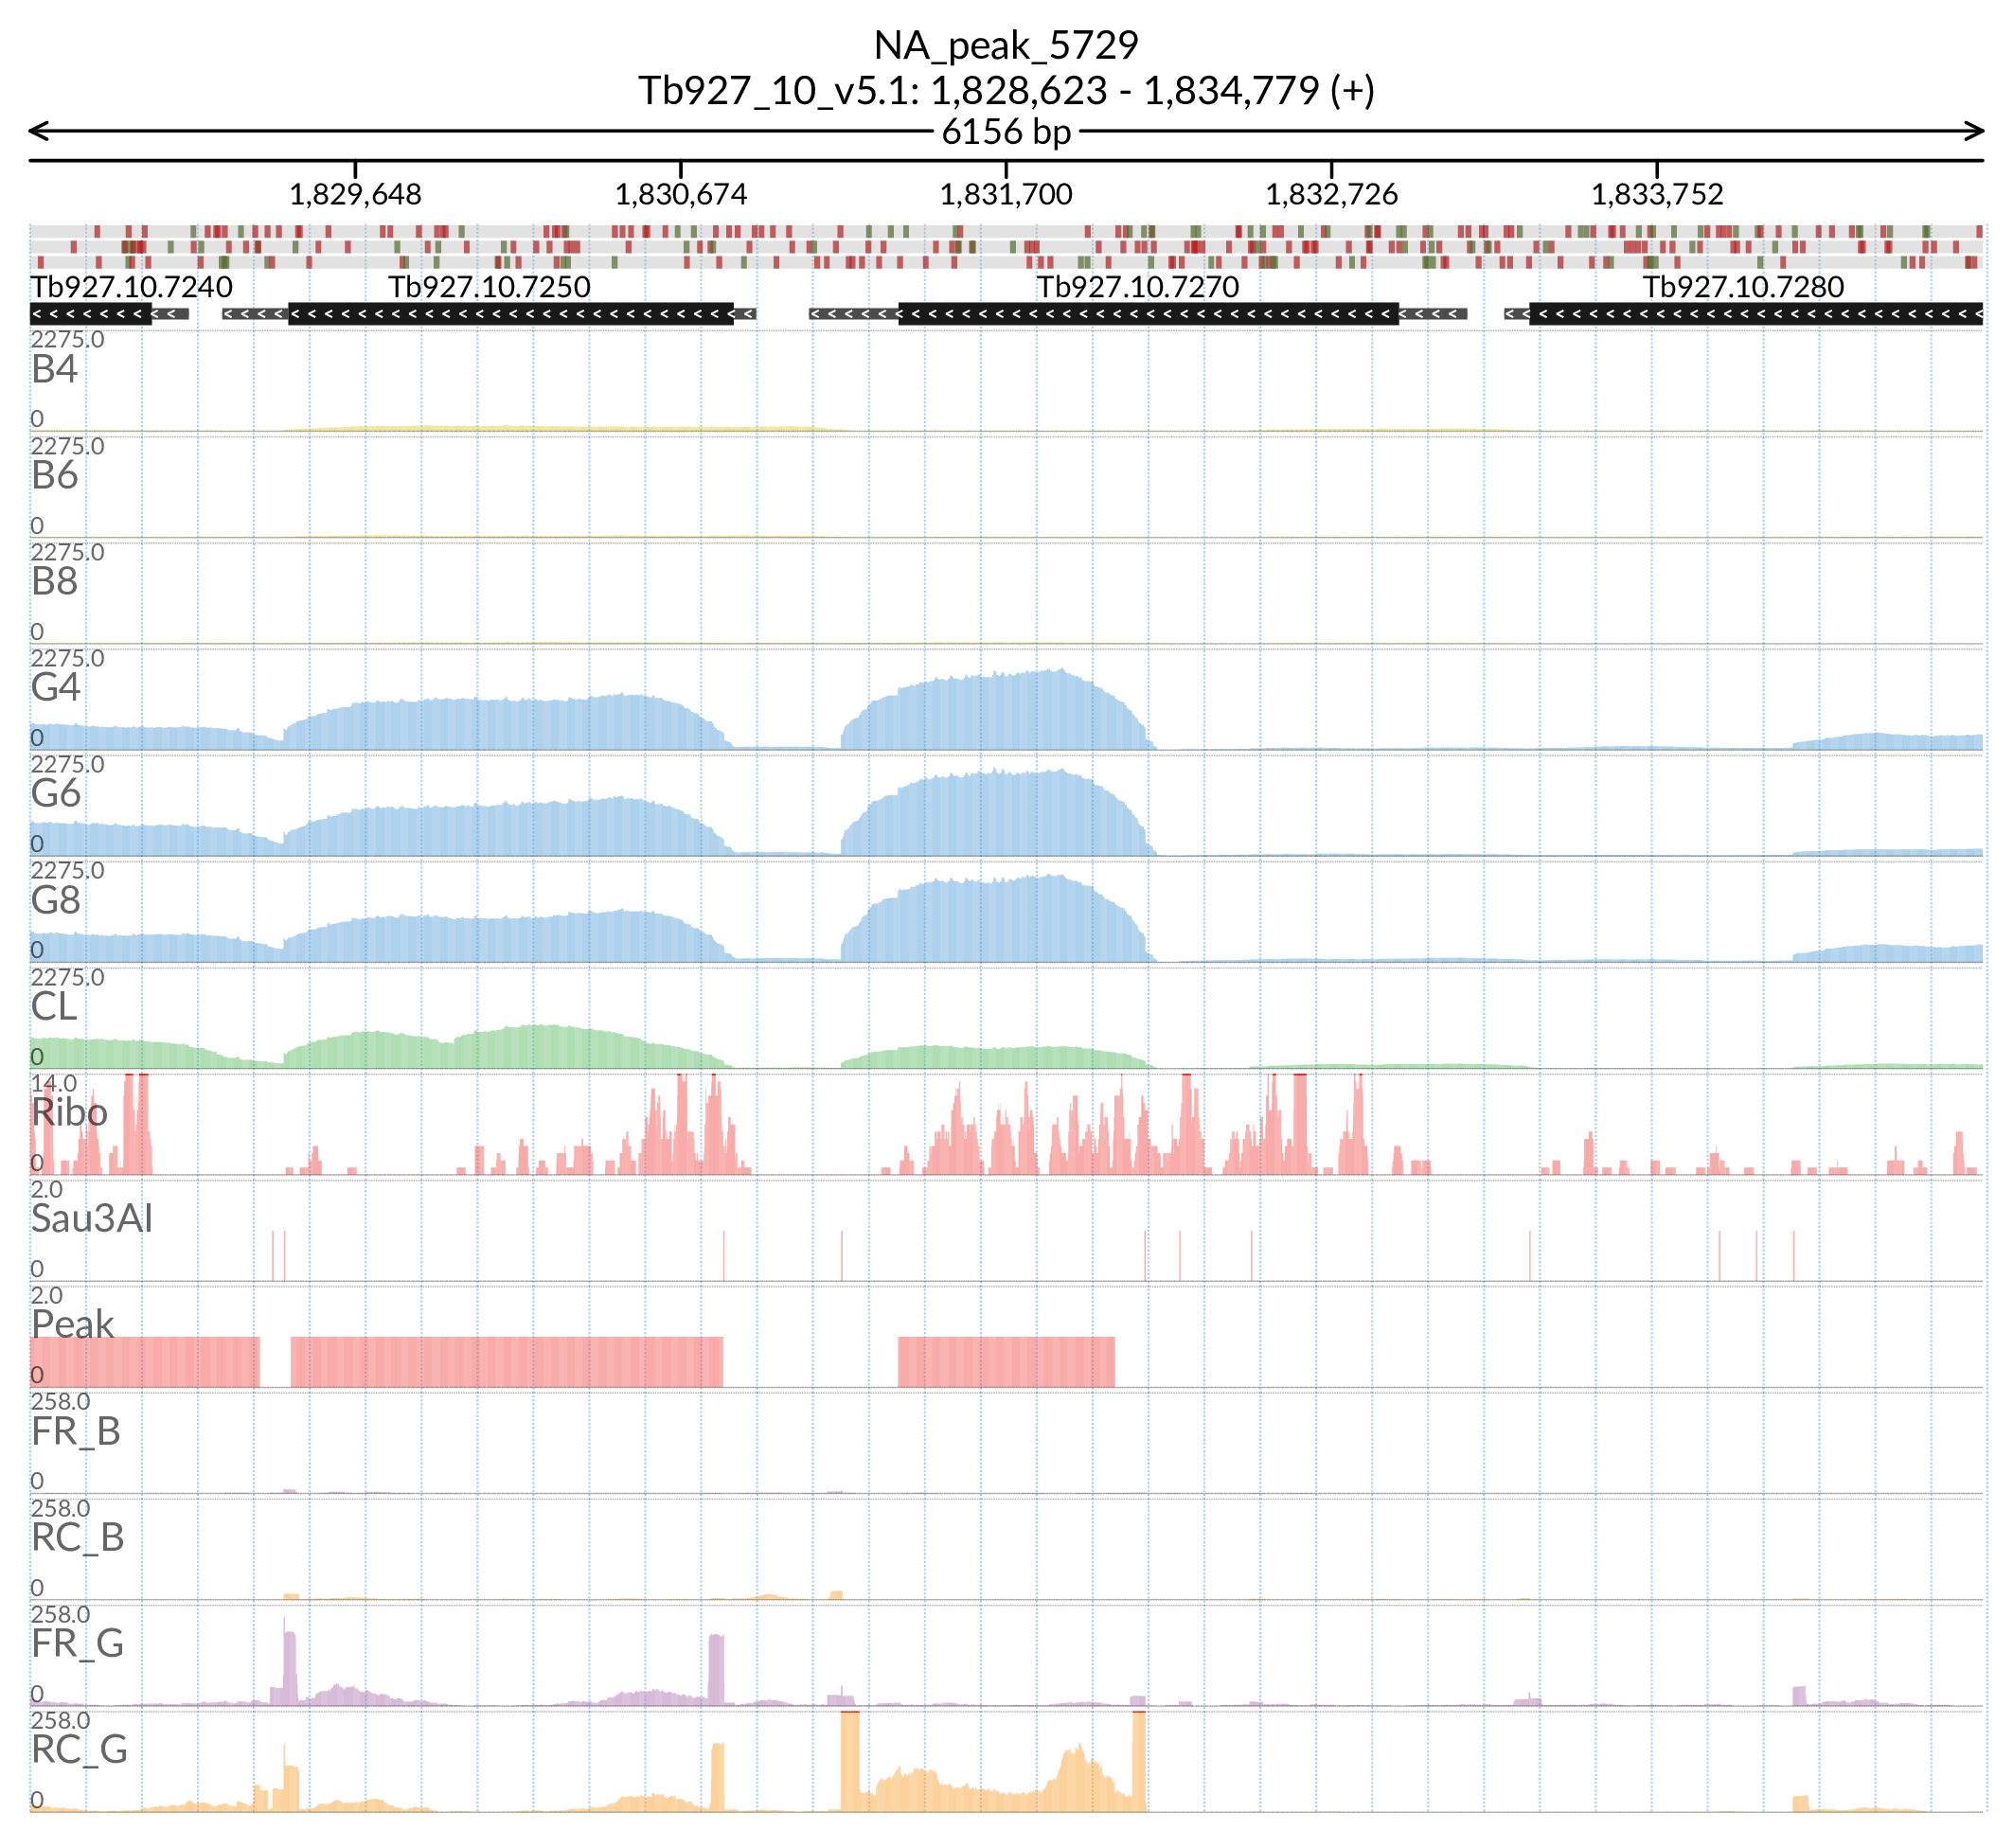 NA_peak_5729
Tb927_10_v5.1: 1,828,623 - 1,834,779 (+)
6156 bp
1,829,648 1,830,674 1,831,700 1,832,726 1,833,752
Tb927.10.7240 Tb927.10.7250 Tb927.10.7270 Tb927.10.7280
2275.0
B4
0
2275.0
B6
0
2275.0
B8
0
2275.0
G4
0
2275.0
G6
0
2275.0
G8
0
2275.0
CL
0
14.0
Ribo
0
2.0
Sau3AI
0
2.0
Peak
0
258.0
FR_B
0
258.0
RC_B
0
258.0
FR_G
0
258.0
RC_G
0